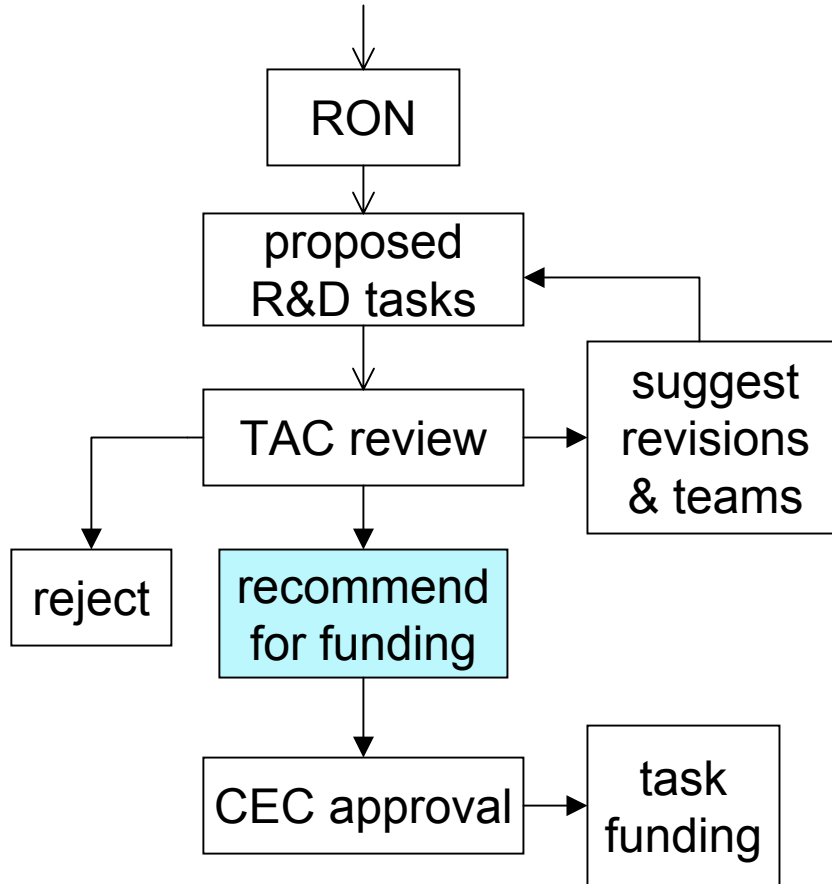 RON
proposed
R&D tasks
suggest
revisions
& teams
TAC review
reject
recommend
for funding
CEC approval
task
funding